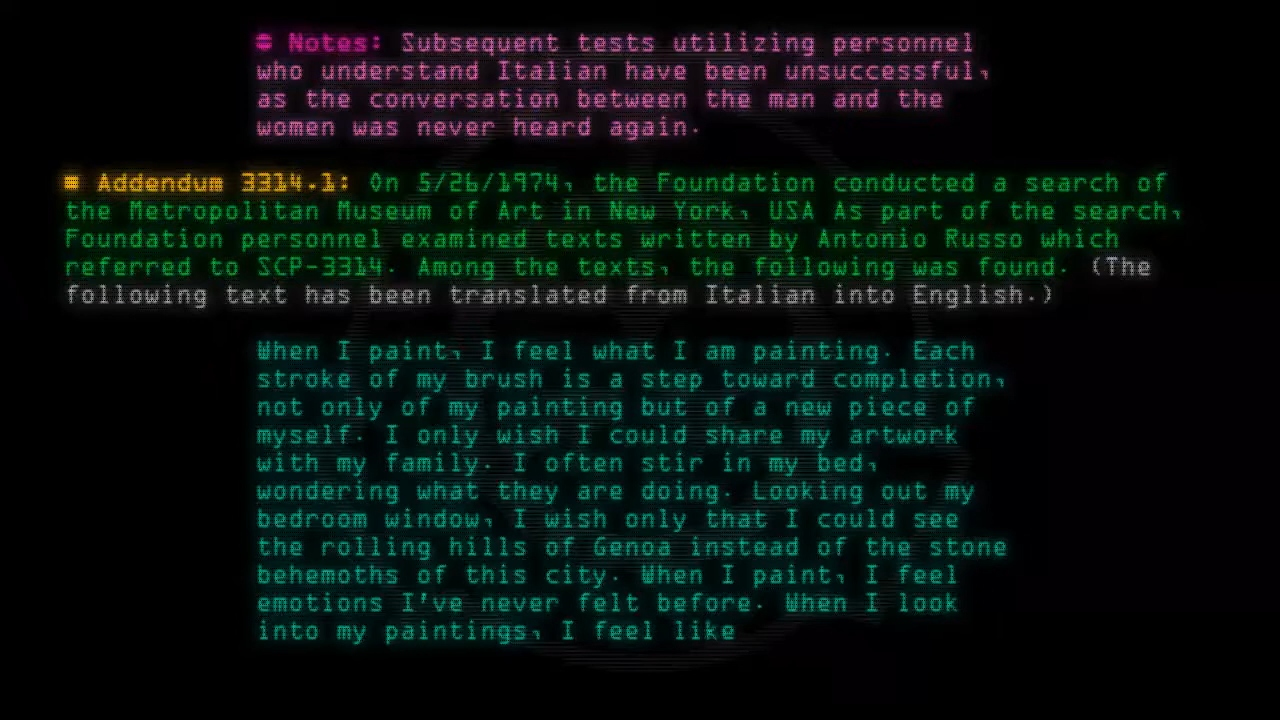 Notes: Subsequent tests utilizing personnel
who understand Italian have been unsuccessful,
as the conversation between the man and the
women was never heard again.
Addendum 3314.1: On 5/26/1974, the Foundation conducted a search of
the Metropolitan Museum of Art in New York, USA As part of the search,
Foundation personnel examined texts written by Antonio Russo which
referred to SCP-3314. Among the texts, the following was found. (The
following text has been translated from Italian into English.)
When I paint, I feel what I am painting. Each
stroke of my brush is a step toward completion,
not only of my painting but of a new piece of
myself. I only wish I could share my artwork
with my family. I often stir in my bed,
wondering what they are doing. Looking out my
bedroom window, I wish only that I could see
the rolling hills of Genoa instead of the stone
behemoths of this city. When I paint, I feel
emotions I've never felt before. When I look
into my paintings, I feel like